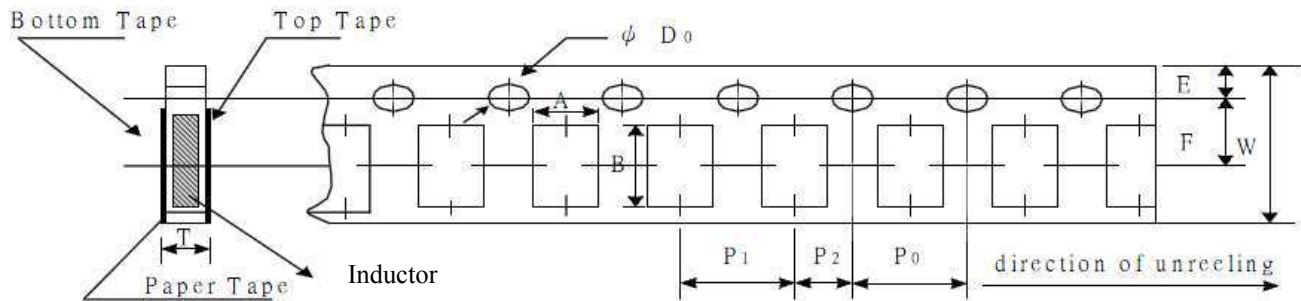 Bottom Tape
Top Tape
ϕ D0
E
A
F
W
B
T
P1
P2
P0
direction of unreeling
Inductor
Paper Tape